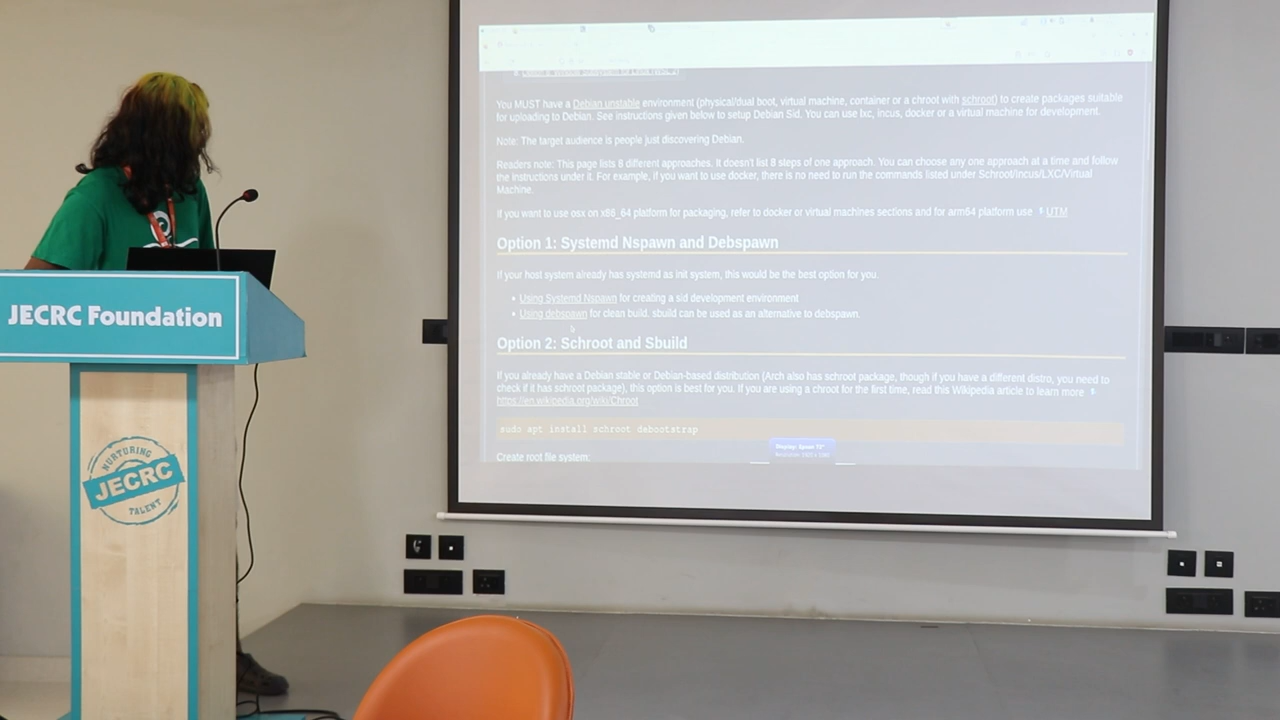 You MUST have a Debian unstable environment (physical/dual boot, virtual machine, container or a chroot with schroot) to create packages suitable
for uploading to Debian. See instructions given below to setup Debian Sid. You can use lxc, incus, docker or a virtual machine for development.
Note: The target audience is people just discovering Debian.
Readers note: This page lists 8 different approaches. It doesn't list 8 steps of one approach. You can choose any one approach at a time and follow
the instructions under it. For example, if you want to use docker, there is no need to run the commands listed under Schroot/Incus/LXC/Virtual
Machine.
If you want to use osx on x86_64 platform for packaging, refer to docker or virtual machines sections and for arm64 platform use UTM
Option 1: Systemd Nspawn and Debspawn
If your host system already has systemd as init system, this would be the best option for you.
• Using Systemd Nspawn for creating a sid development environment
• Using debspawn for clean build. sbuild can be used as an alternative to debspawn.
Option 2: Schroot and Sbuild
If you already have a Debian stable or Debian-based distribution (Arch also has schroot package, though if you have a different distro, you need to
check if it has schroot package), this option is best for you. If you are using a chroot for the first time, read this Wikipedia article to learn more
https://en.wikipedia.org/wiki/Chroot
sudo apt install schroot debootstrap
Create root file system:
JECRC Foundation
NURTURING
JECRC
TALENT